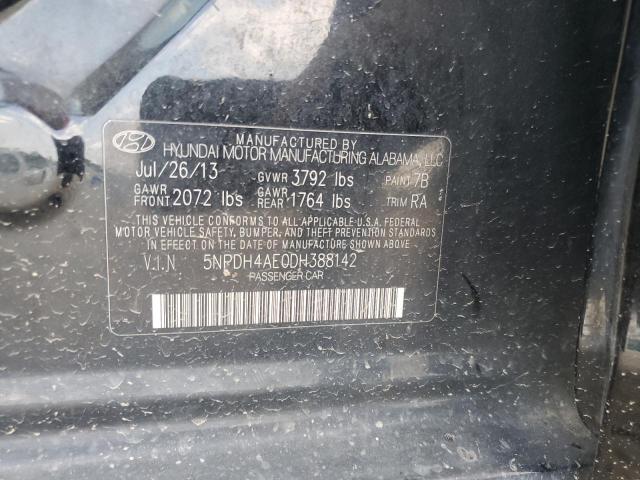 MANUFACTURED BY
HYUNDAI MOTOR MANUFACTURING ALABAMA, LLC
Jul/26/13 GVWR 3792 lbs PAINT 7B
GAWR FRONT 2072 lbs GAWR REAR 1764 lbs TRIM RA
THIS VEHICLE CONFORMS TO ALL APPLICABLE U.S.A. FEDERAL
MOTOR VEHICLE SAFETY, BUMPER, AND THEFT PREVENTION STANDARDS
IN EFFECT ON THE DATE OF MANUFACTURE SHOWN ABOVE.
V.I.N 5NPDH4AE0DH388142
PASSENGER CAR